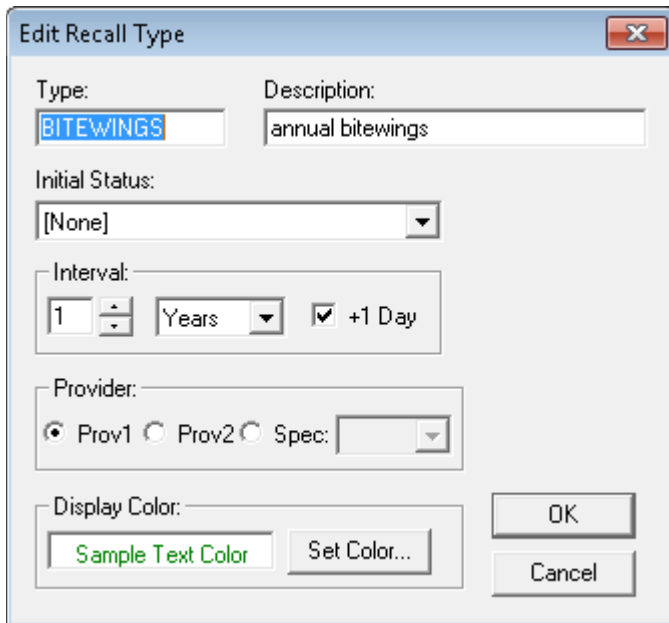 Edit Recall Type
Type: Description:
BITEWINGS annual bitewings
Initial Status:
[None]
Interval:
1 Years +1 Day
Provider:
Prov1 Prov2 Spec:
Display Color:
Sample Text Color Set Color...
OK
Cancel